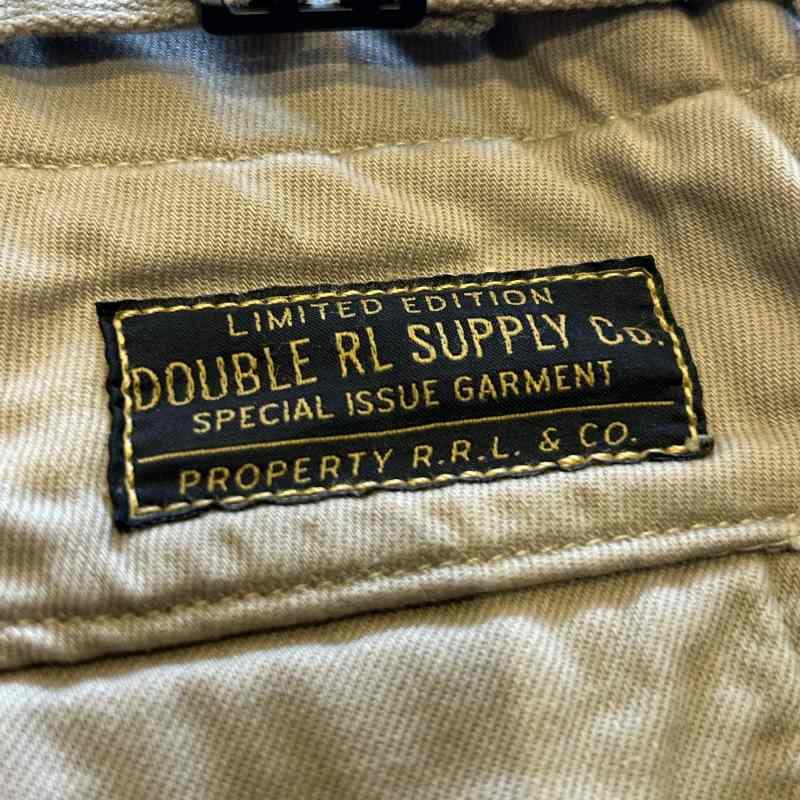 LIMITED EDITION
DOUBLE RL SUPPLY CO.
SPECIAL ISSUE GARMENT
PROPERTY R.R.L. & CO.